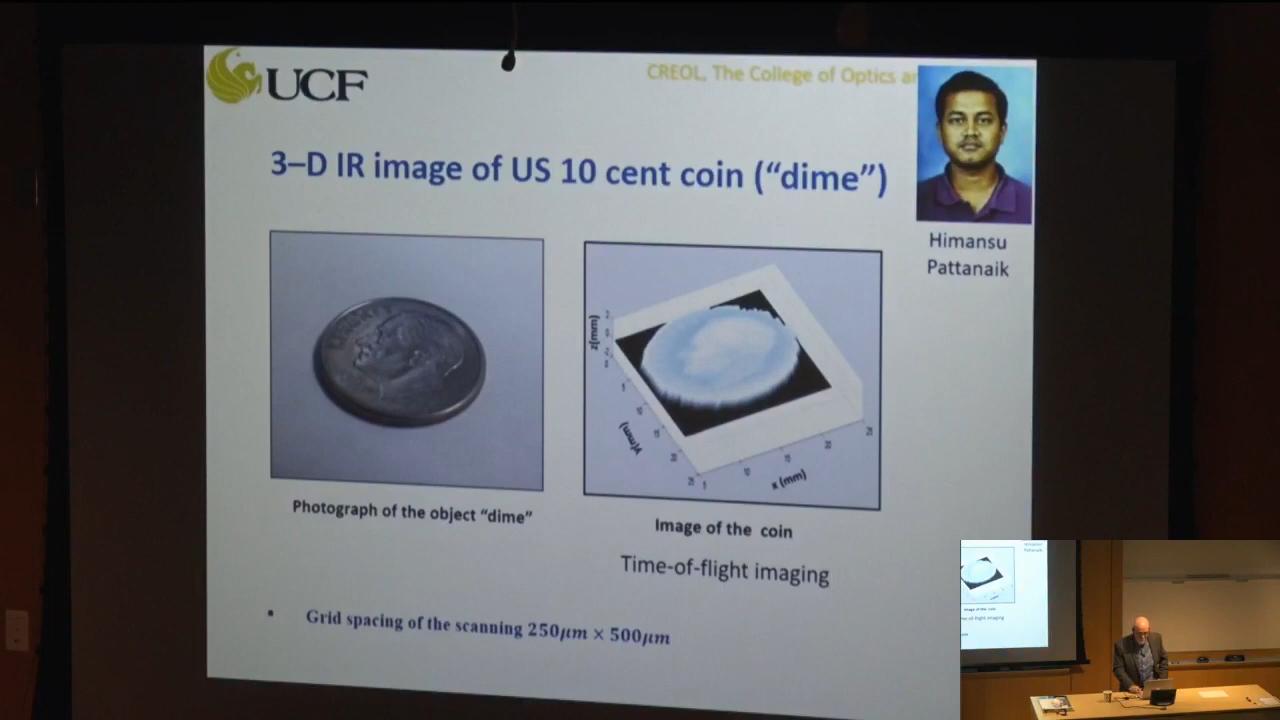 UCF
CREOL, The College of Optics
3–D IR image of US 10 cent coin (“dime”)
Himansu
Pattanaik
z(mm)
y(mm)
x (mm)
Photograph of the object “dime”
Image of the coin
Time-of-flight imaging
▪ Grid spacing of the scanning 250μm × 500μm